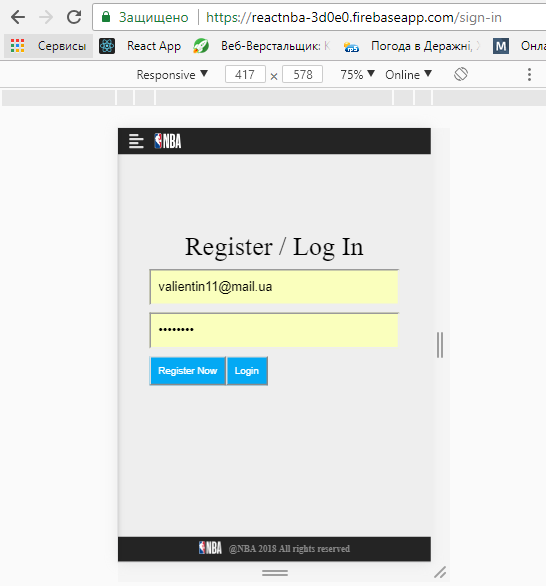 Защищено https://reactnba-3d0e0.firebaseapp.com/sign-in
Сервисы React App Веб-Верстальщик: Погода в Деражні, M Онла
Responsive ▼ 417 × 578 75% ▼ Online ▼
NBA
Register / Log In
valientin11@mail.ua
••••••••
Register Now Login
NBA @NBA 2018 All rights reserved